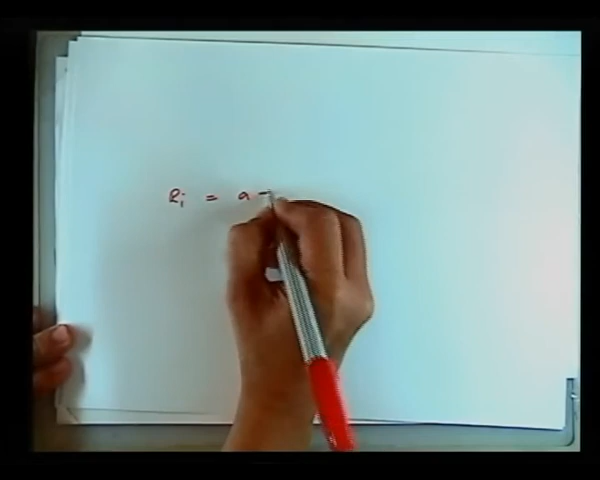 Ri = a -